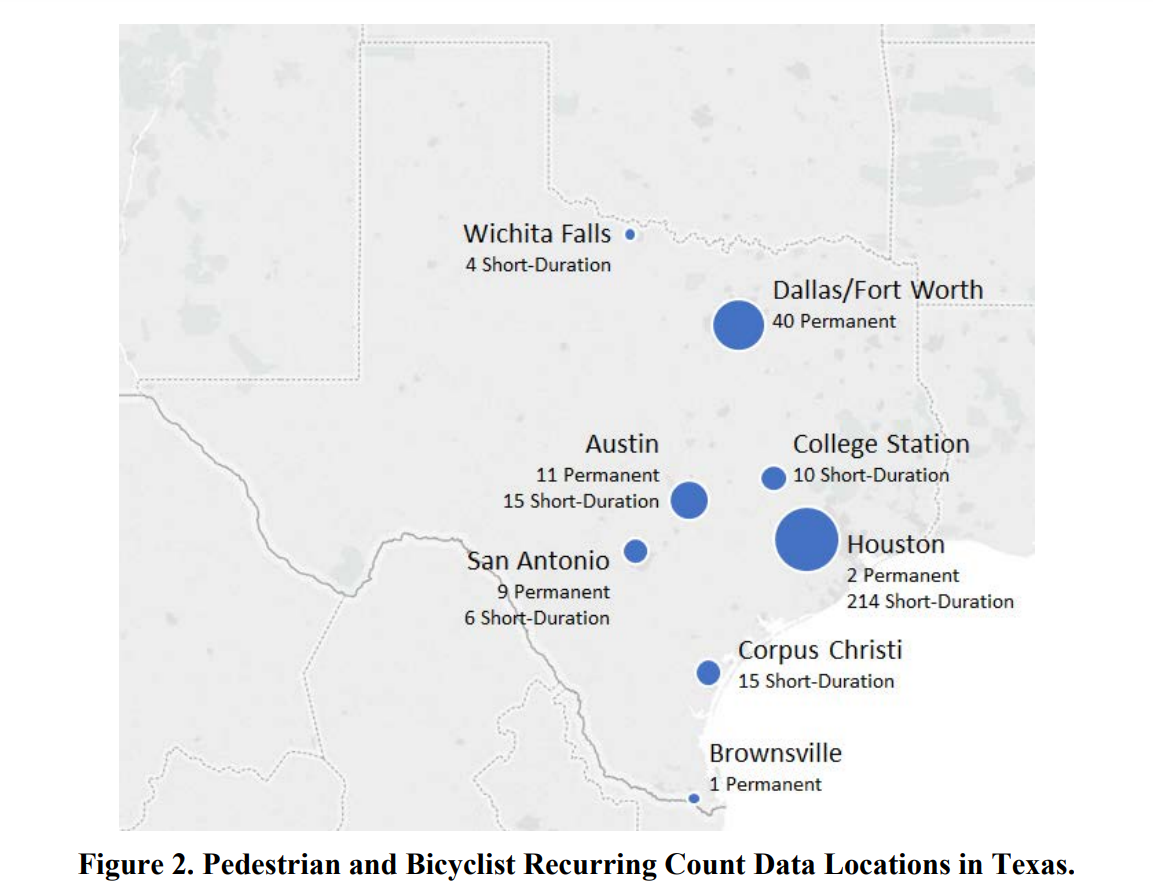 Wichita Falls
4 Short-Duration
Dallas/Fort Worth
40 Permanent
Austin
11 Permanent
15 Short-Duration
College Station
10 Short-Duration
San Antonio
9 Permanent
6 Short-Duration
Houston
2 Permanent
214 Short-Duration
Corpus Christi
15 Short-Duration
Brownsville
1 Permanent
Figure 2. Pedestrian and Bicyclist Recurring Count Data Locations in Texas.